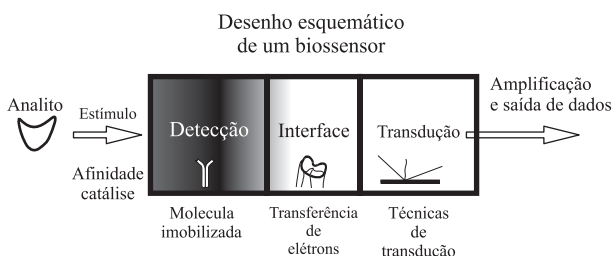 Desenho esquemático
de um biossensor
Analito
Estímulo
Afinidade
catálise
Detecção
Interface
Transdução
Amplificação
e saída de dados
Molecula
imobilizada
Transferência
de
elétrons
Técnicas
de
transdução